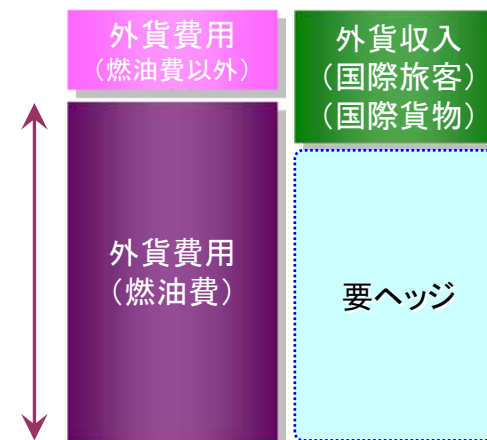 外貨費用
（燃油費以外）
外貨収入
（国際旅客）
（国際貨物）
外貨費用
（燃油費）
要ヘッジ